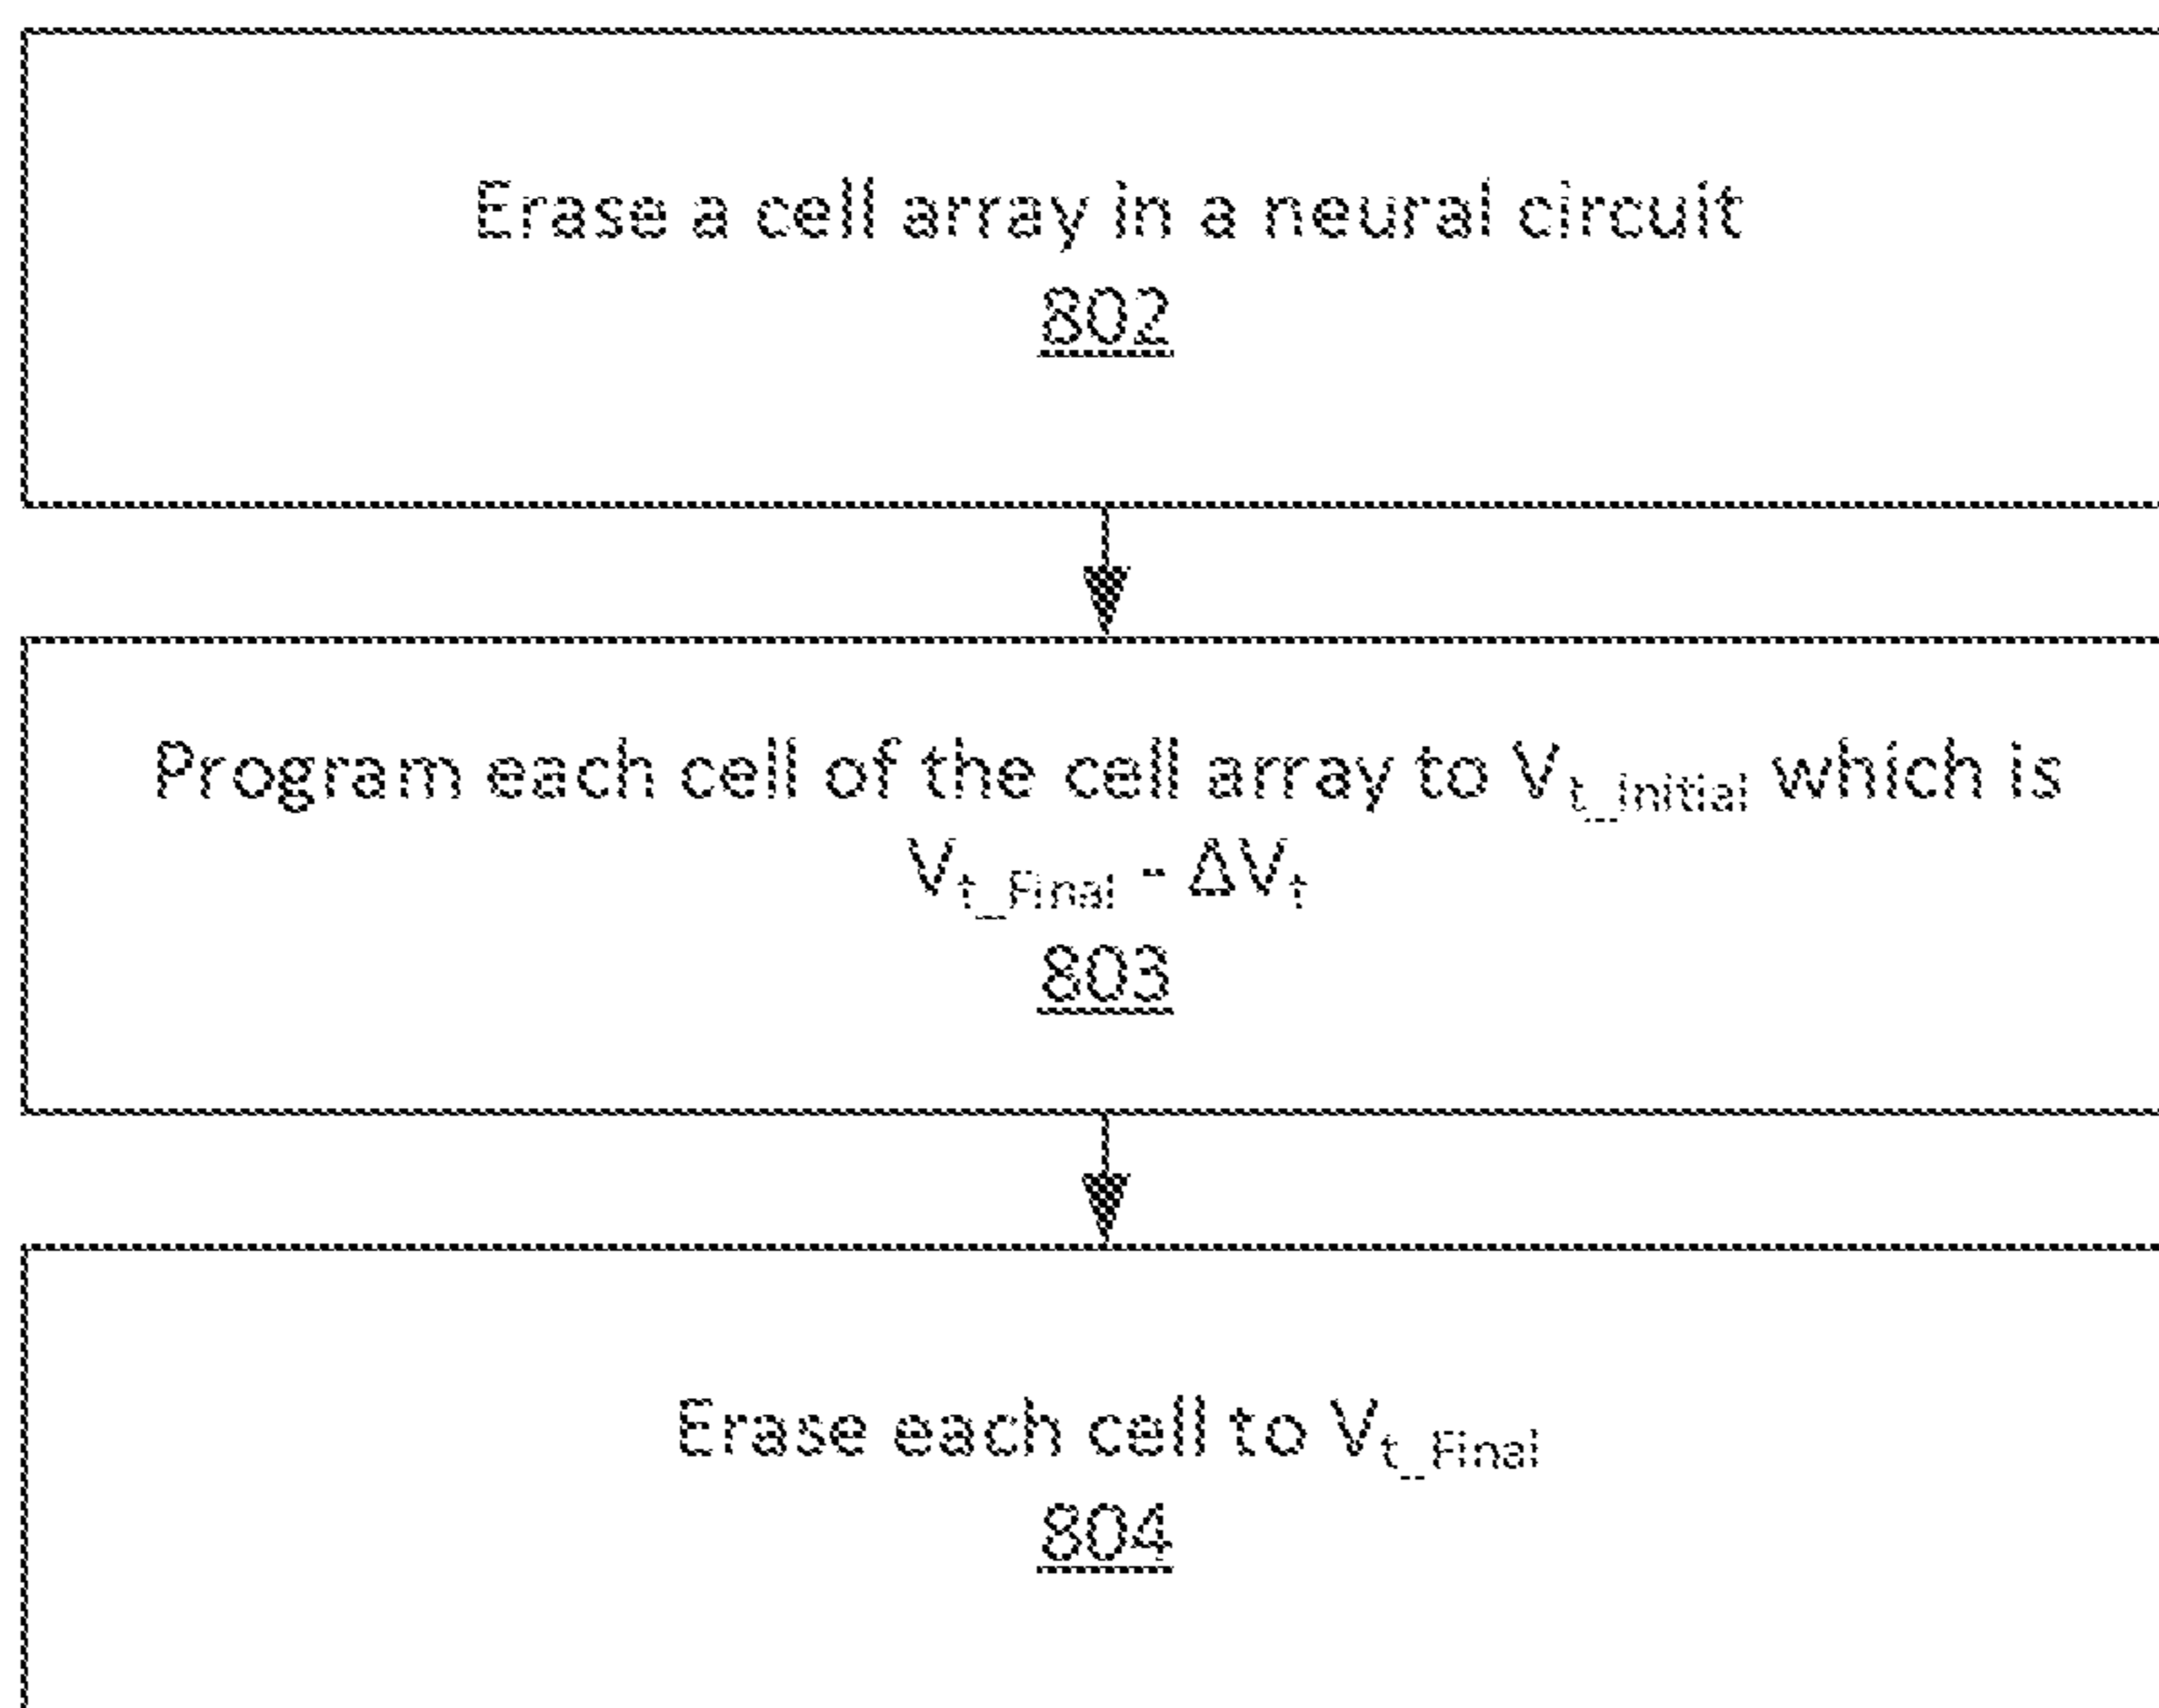 Erase a cell array in a neural circuit
802
Program each cell of the cell array to Vt_Initial which is
Vt_Final - ΔVt
803
Erase each cell to Vt_Final
804